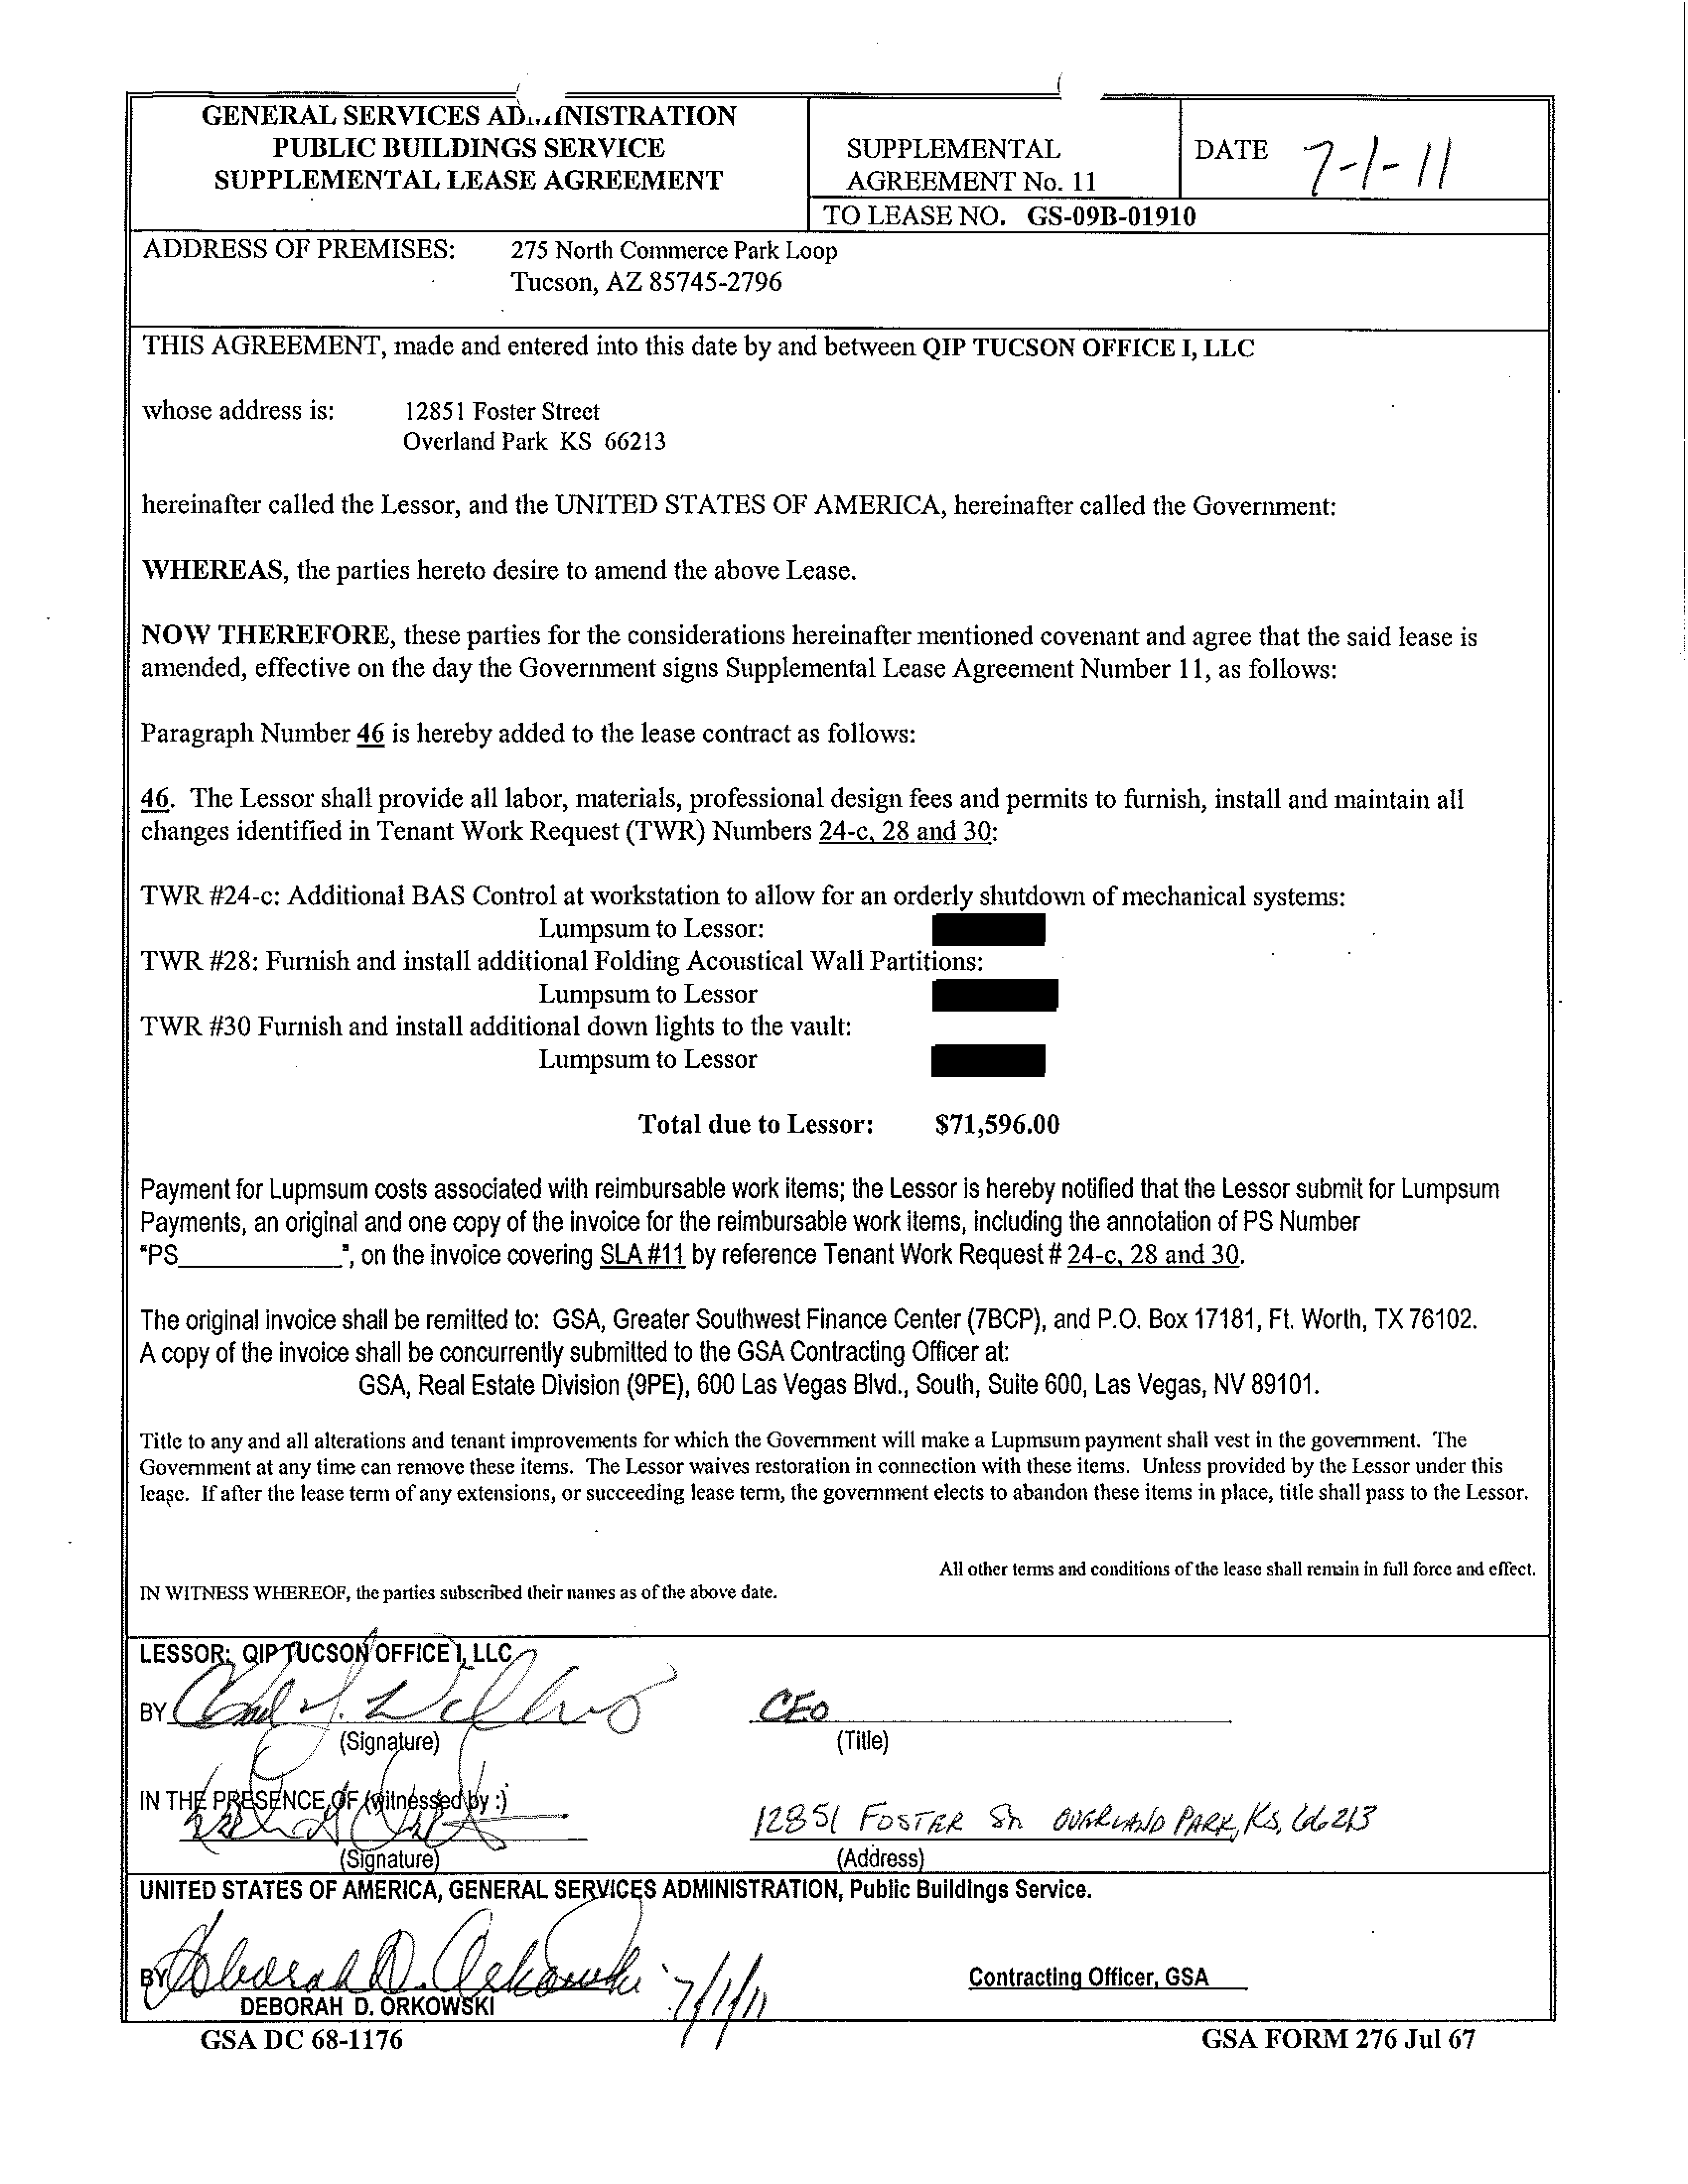 GENERAL SERVICES AD...INISTRATION
PUBLIC BUILDINGS SERVICE
SUPPLEMENTAL LEASE AGREEMENT
SUPPLEMENTAL
AGREEMENT No. 11
DATE 7-1-11
TO LEASE NO. GS-09B-01910
ADDRESS OF PREMISES: 275 North Commerce Park Loop
Tucson, AZ 85745-2796
THIS AGREEMENT, made and entered into this date by and between QIP TUCSON OFFICE I, LLC
whose address is: 12851 Foster Street
Overland Park KS 66213
hereinafter called the Lessor, and the UNITED STATES OF AMERICA, hereinafter called the Government:
WHEREAS, the parties hereto desire to amend the above Lease.
NOW THEREFORE, these parties for the considerations hereinafter mentioned covenant and agree that the said lease is
amended, effective on the day the Government signs Supplemental Lease Agreement Number 11, as follows:
Paragraph Number 46 is hereby added to the lease contract as follows:
46. The Lessor shall provide all labor, materials, professional design fees and permits to furnish, install and maintain all
changes identified in Tenant Work Request (TWR) Numbers 24-c, 28 and 30:
TWR #24-c: Additional BAS Control at workstation to allow for an orderly shutdown of mechanical systems:
Lumpsum to Lessor:
TWR #28: Furnish and install additional Folding Acoustical Wall Partitions:
Lumpsum to Lessor
TWR #30 Furnish and install additional down lights to the vault:
Lumpsum to Lessor
Total due to Lessor: $71,596.00
Payment for Lupmsum costs associated with reimbursable work items; the Lessor is hereby notified that the Lessor submit for Lumpsum
Payments, an original and one copy of the invoice for the reimbursable work items, including the annotation of PS Number
"PS____________", on the invoice covering SLA #11 by reference Tenant Work Request # 24-c, 28 and 30.
The original invoice shall be remitted to: GSA, Greater Southwest Finance Center (7BCP), and P.O. Box 17181, Ft. Worth, TX 76102.
A copy of the invoice shall be concurrently submitted to the GSA Contracting Officer at:
GSA, Real Estate Division (9PE), 600 Las Vegas Blvd., South, Suite 600, Las Vegas, NV 89101.
Title to any and all alterations and tenant improvements for which the Government will make a Lupmsum payment shall vest in the government. The
Government at any time can remove these items. The Lessor waives restoration in connection with these items. Unless provided by the Lessor under this
lease. If after the lease term of any extensions, or succeeding lease term, the government elects to abandon these items in place, title shall pass to the Lessor.
All other terms and conditions of the lease shall remain in full force and effect.
IN WITNESS WHEREOF, the parties subscribed their names as of the above date.
LESSOR: QIP TUCSON OFFICE I, LLC
BY CEO
(Signature) (Title)
IN THE PRESENCE OF (witnessed by :)
12851 FOSTER St. OVERLAND PARK, KS, 66213
(Signature) (Address)
UNITED STATES OF AMERICA, GENERAL SERVICES ADMINISTRATION, Public Buildings Service.
BY Deborah D. Orkowski 7/1/11 Contracting Officer, GSA
DEBORAH D. ORKOWSKI
GSA DC 68-1176 GSA FORM 276 Jul 67